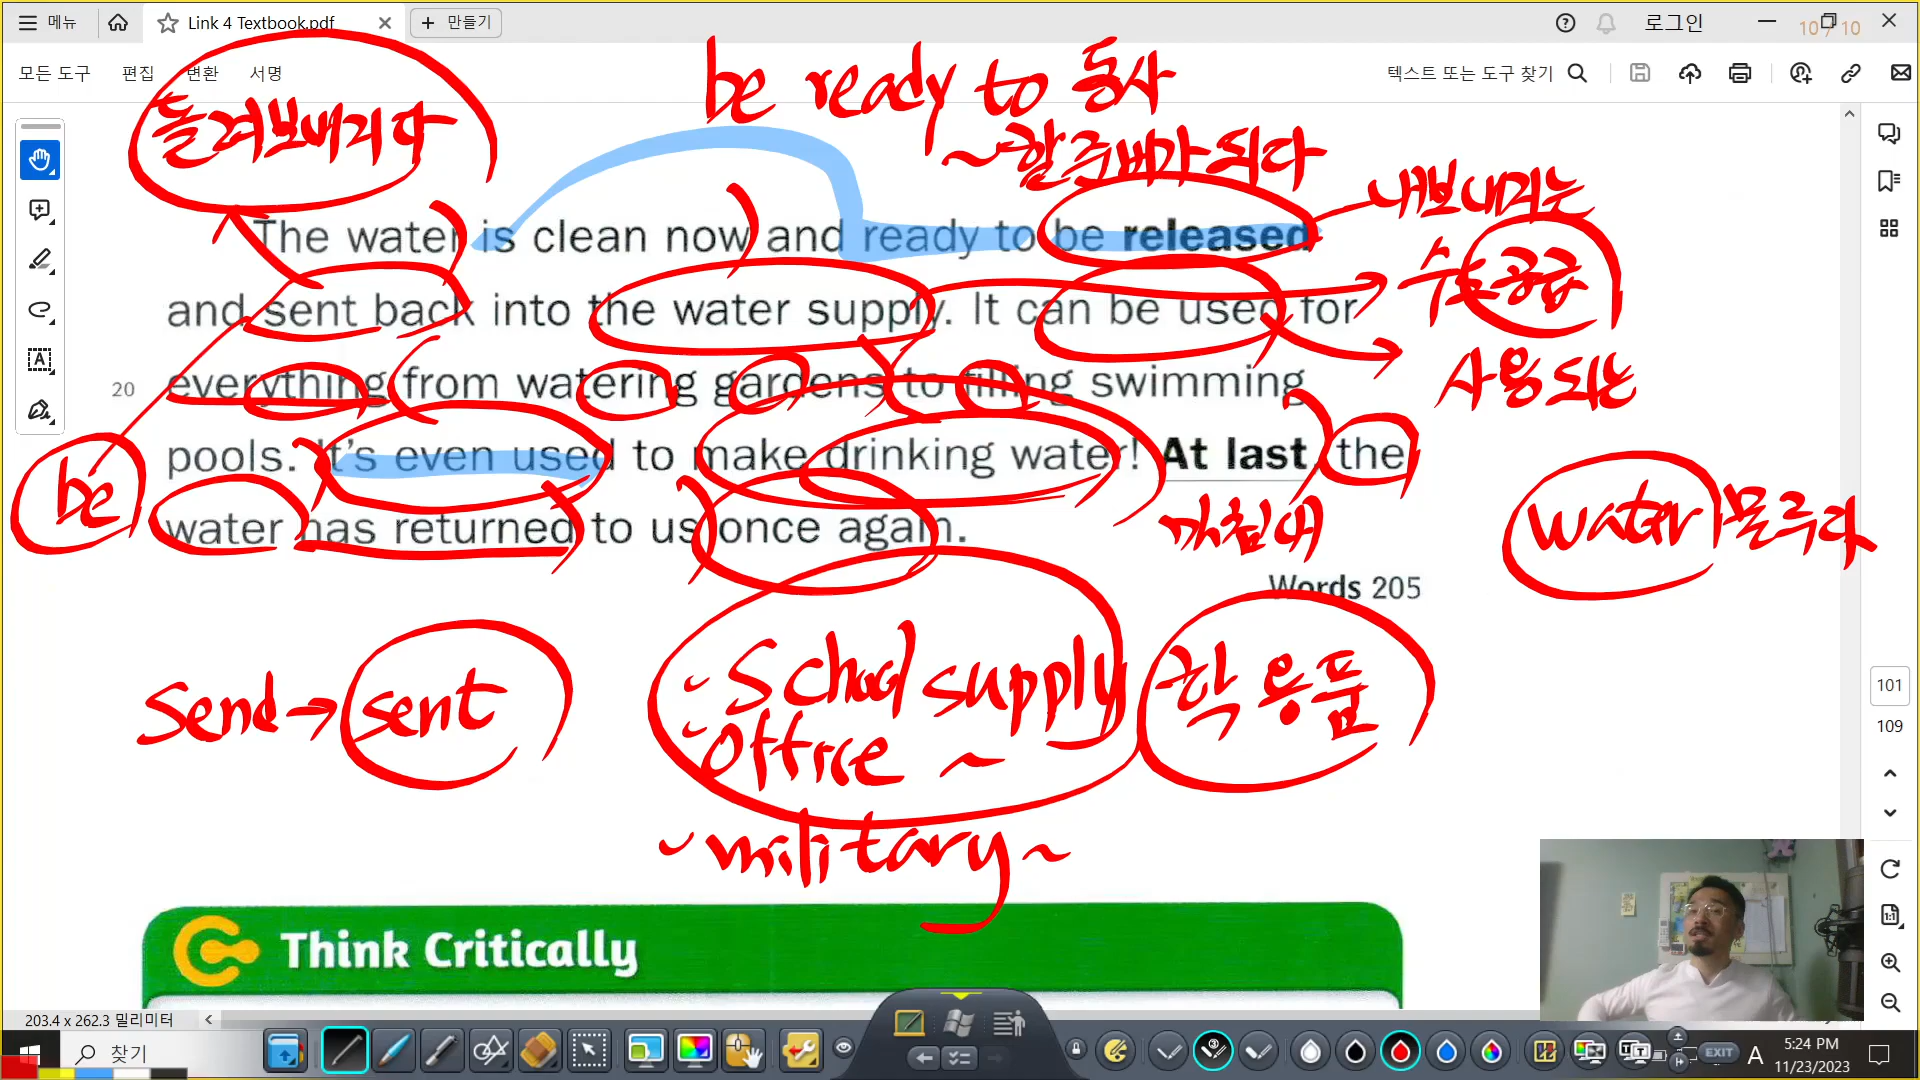 메뉴
Link 4 Textbook.pdf
만들기
로그인
10 / 10
모든 도구
편집
변환
서명
텍스트 또는 도구 찾기
be ready to 동사
~할 준비가 되다
돌려보내지다
내보내지는
The water is clean now and ready to be released
and sent back into the water supply. It can be used for
수도공급
사용되는
20
everything from watering gardens to filling swimming
pools. It's even used to make drinking water! At last, the
be
water has returned to us once again.
마침내
water 물주다
Words 205
send → sent
- School supply
학용품
- Office ~
- military ~
101
109
Think Critically
203.4 x 262.3 밀리미터
찾기
EXIT
A
5:24 PM
11/23/2023